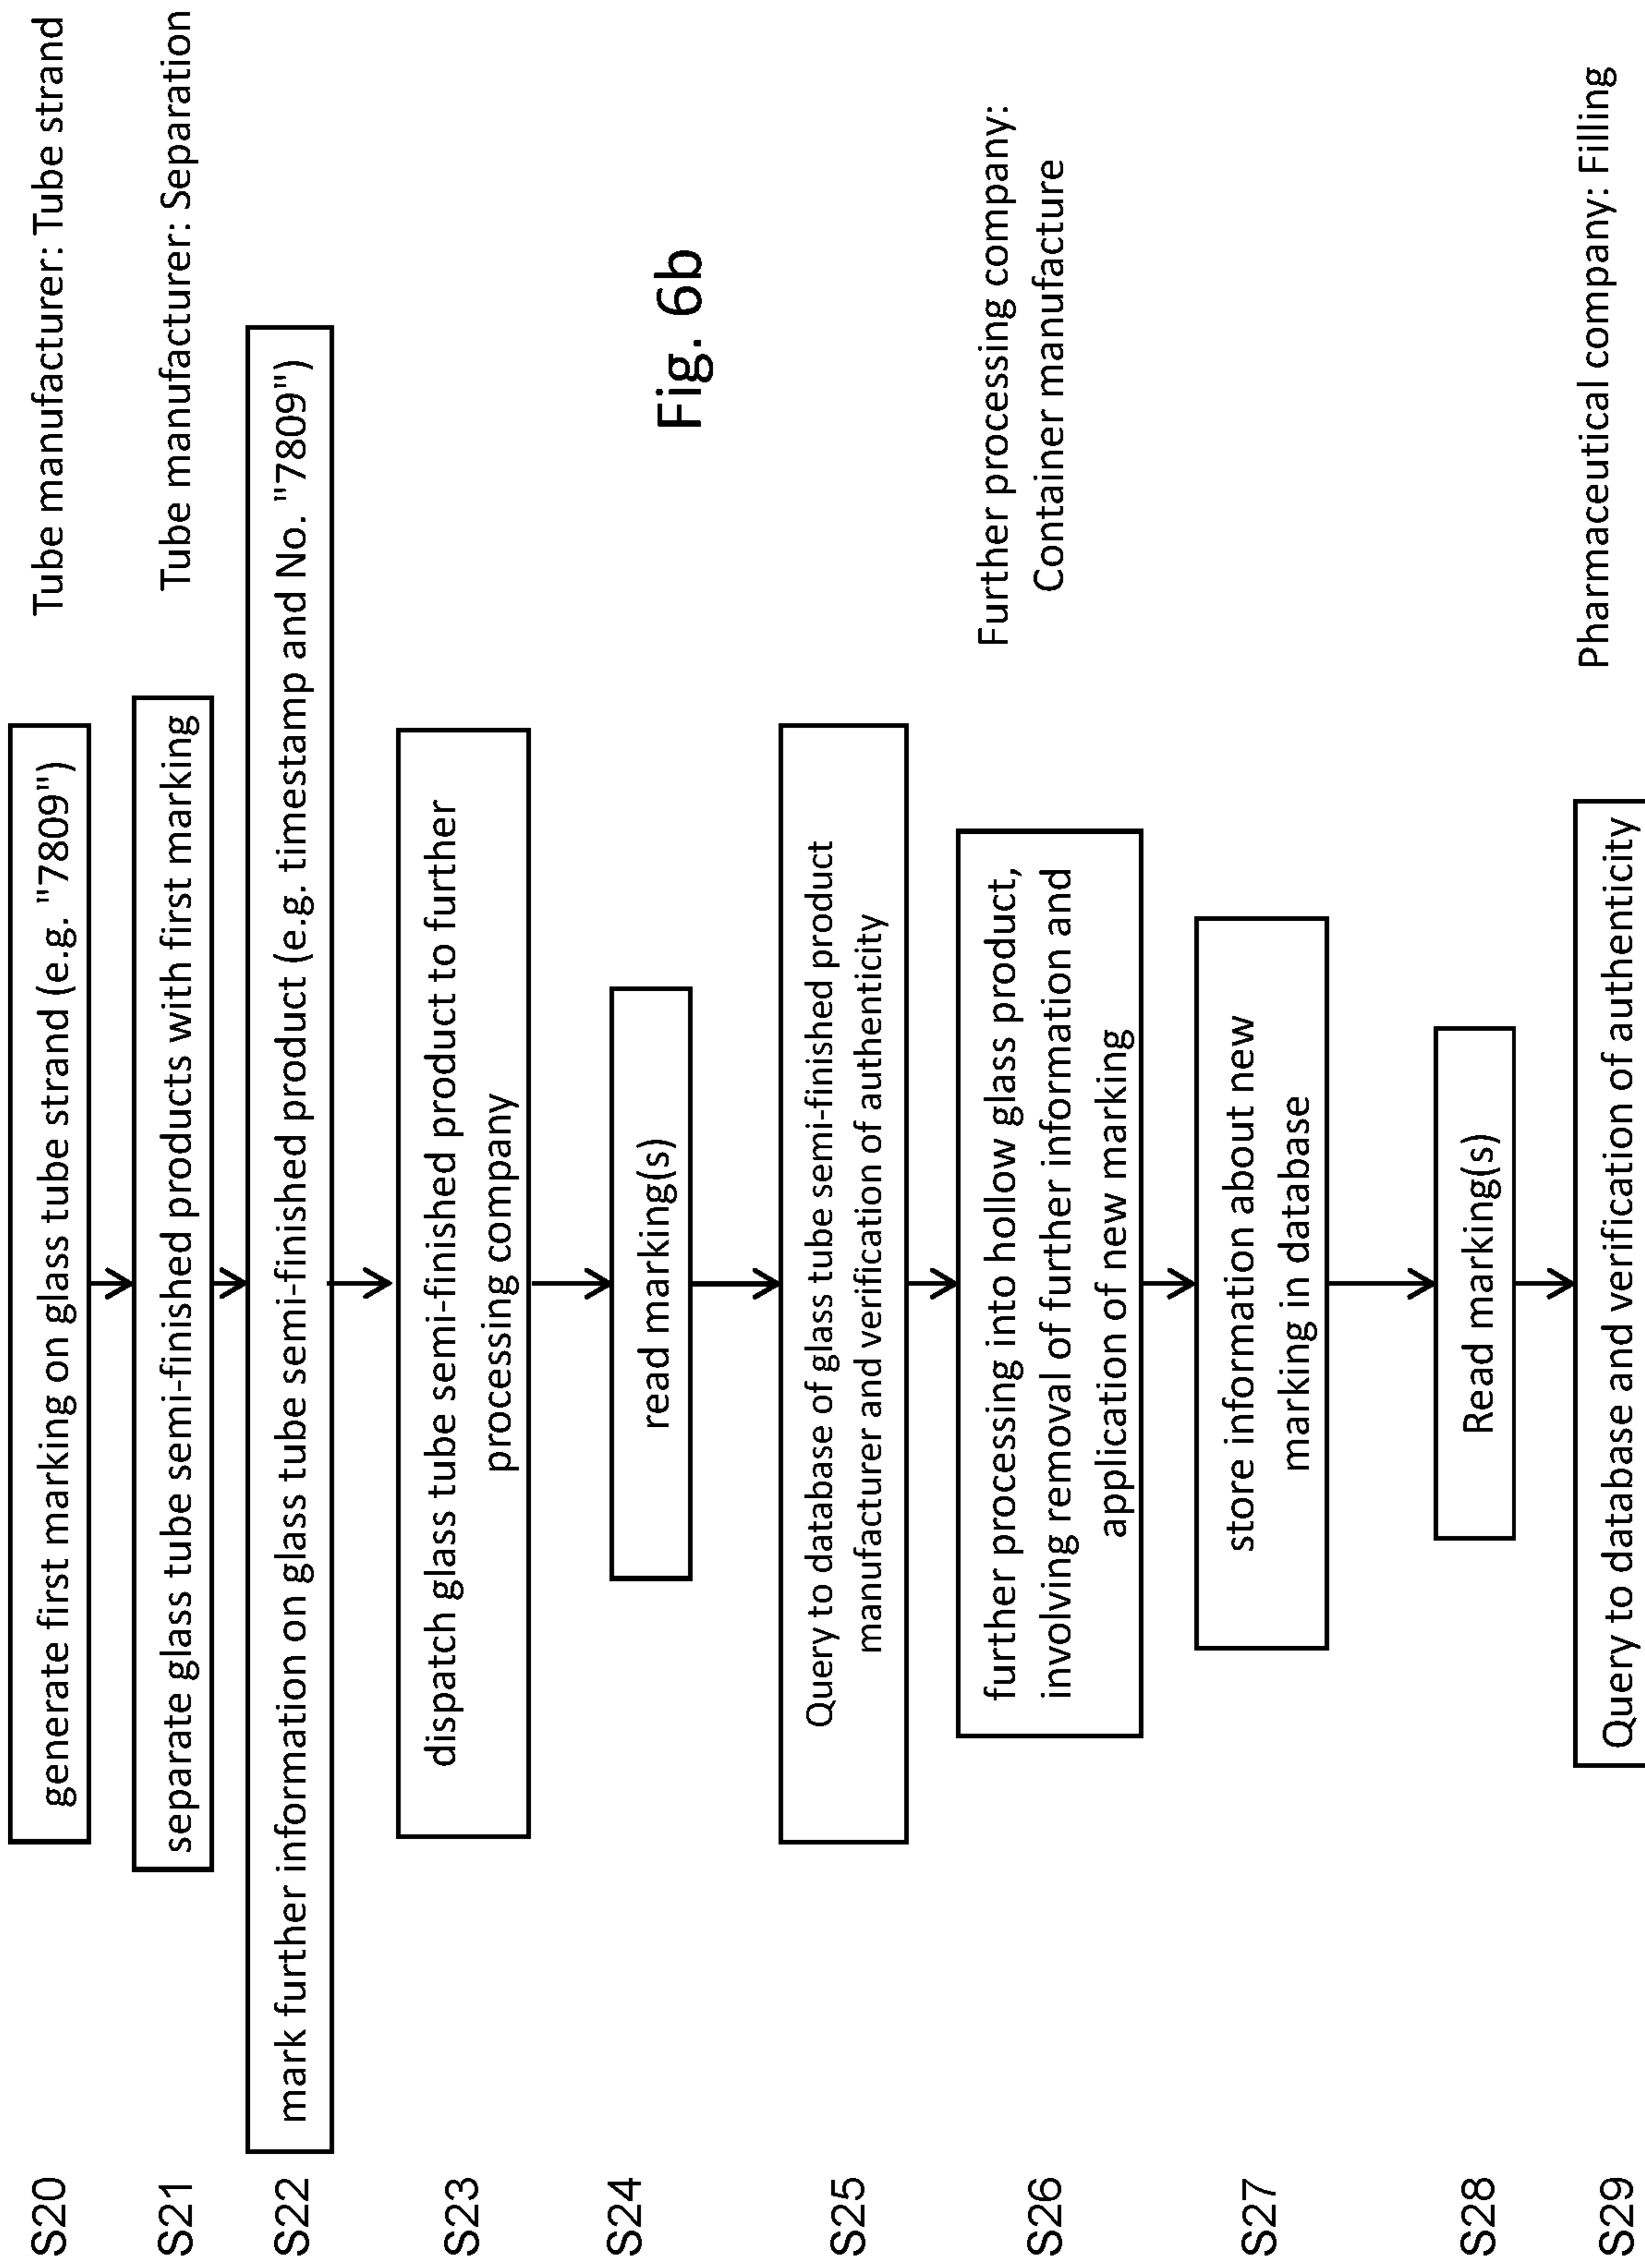 S20
generate first marking on glass tube strand (e.g. "7809")
Tube manufacturer: Tube strand
S21
separate glass tube semi-finished products with first marking
Tube manufacturer: Separation
S22
mark further information on glass tube semi-finished product (e.g. timestamp and No. "7809")
S23
dispatch glass tube semi-finished product to further
processing company
S24
read marking(s)
Fig. 6b
S25
Query to database of glass tube semi-finished product
manufacturer and verification of authenticity
S26
further processing into hollow glass product,
involving removal of further information and
application of new marking
Further processing company:
Container manufacture
S27
store information about new
marking in database
S28
Read marking(s)
S29
Query to database and verification of authenticity
Pharmaceutical company: Filling